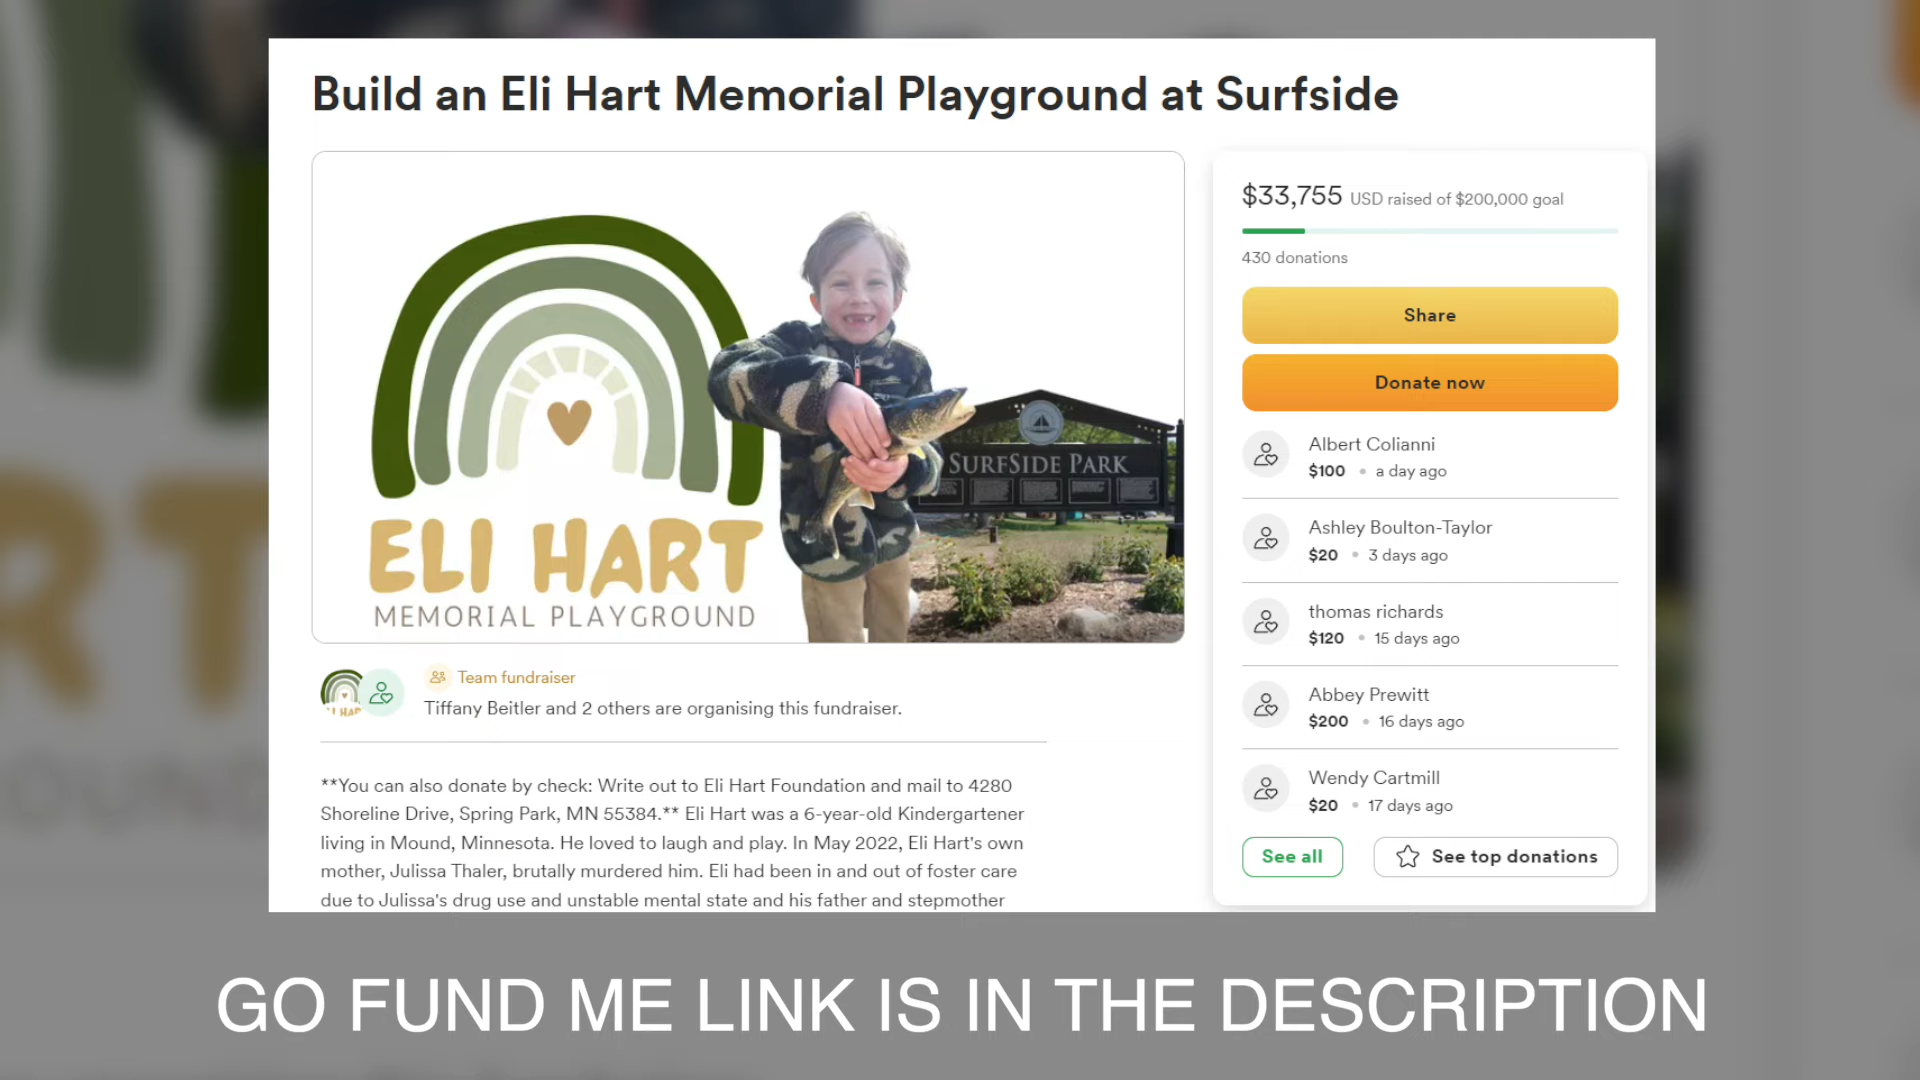 Build an Eli Hart Memorial Playground at Surfside
ELI HART
MEMORIAL PLAYGROUND
SURFSIDE PARK
$33,755 USD raised of $200,000 goal
430 donations
Share
Donate now
Albert Colianni
$100 • a day ago
Ashley Boulton-Taylor
$20 • 3 days ago
thomas richards
$120 • 15 days ago
Abbey Prewitt
$200 • 16 days ago
Wendy Cartmill
$20 • 17 days ago
See all
See top donations
Team fundraiser
Tiffany Beitler and 2 others are organising this fundraiser.
**You can also donate by check: Write out to Eli Hart Foundation and mail to 4280
Shoreline Drive, Spring Park, MN 55384.** Eli Hart was a 6-year-old Kindergartener
living in Mound, Minnesota. He loved to laugh and play. In May 2022, Eli Hart's own
mother, Julissa Thaler, brutally murdered him. Eli had been in and out of foster care
due to Julissa's drug use and unstable mental state and his father and stepmother
GO FUND ME LINK IS IN THE DESCRIPTION